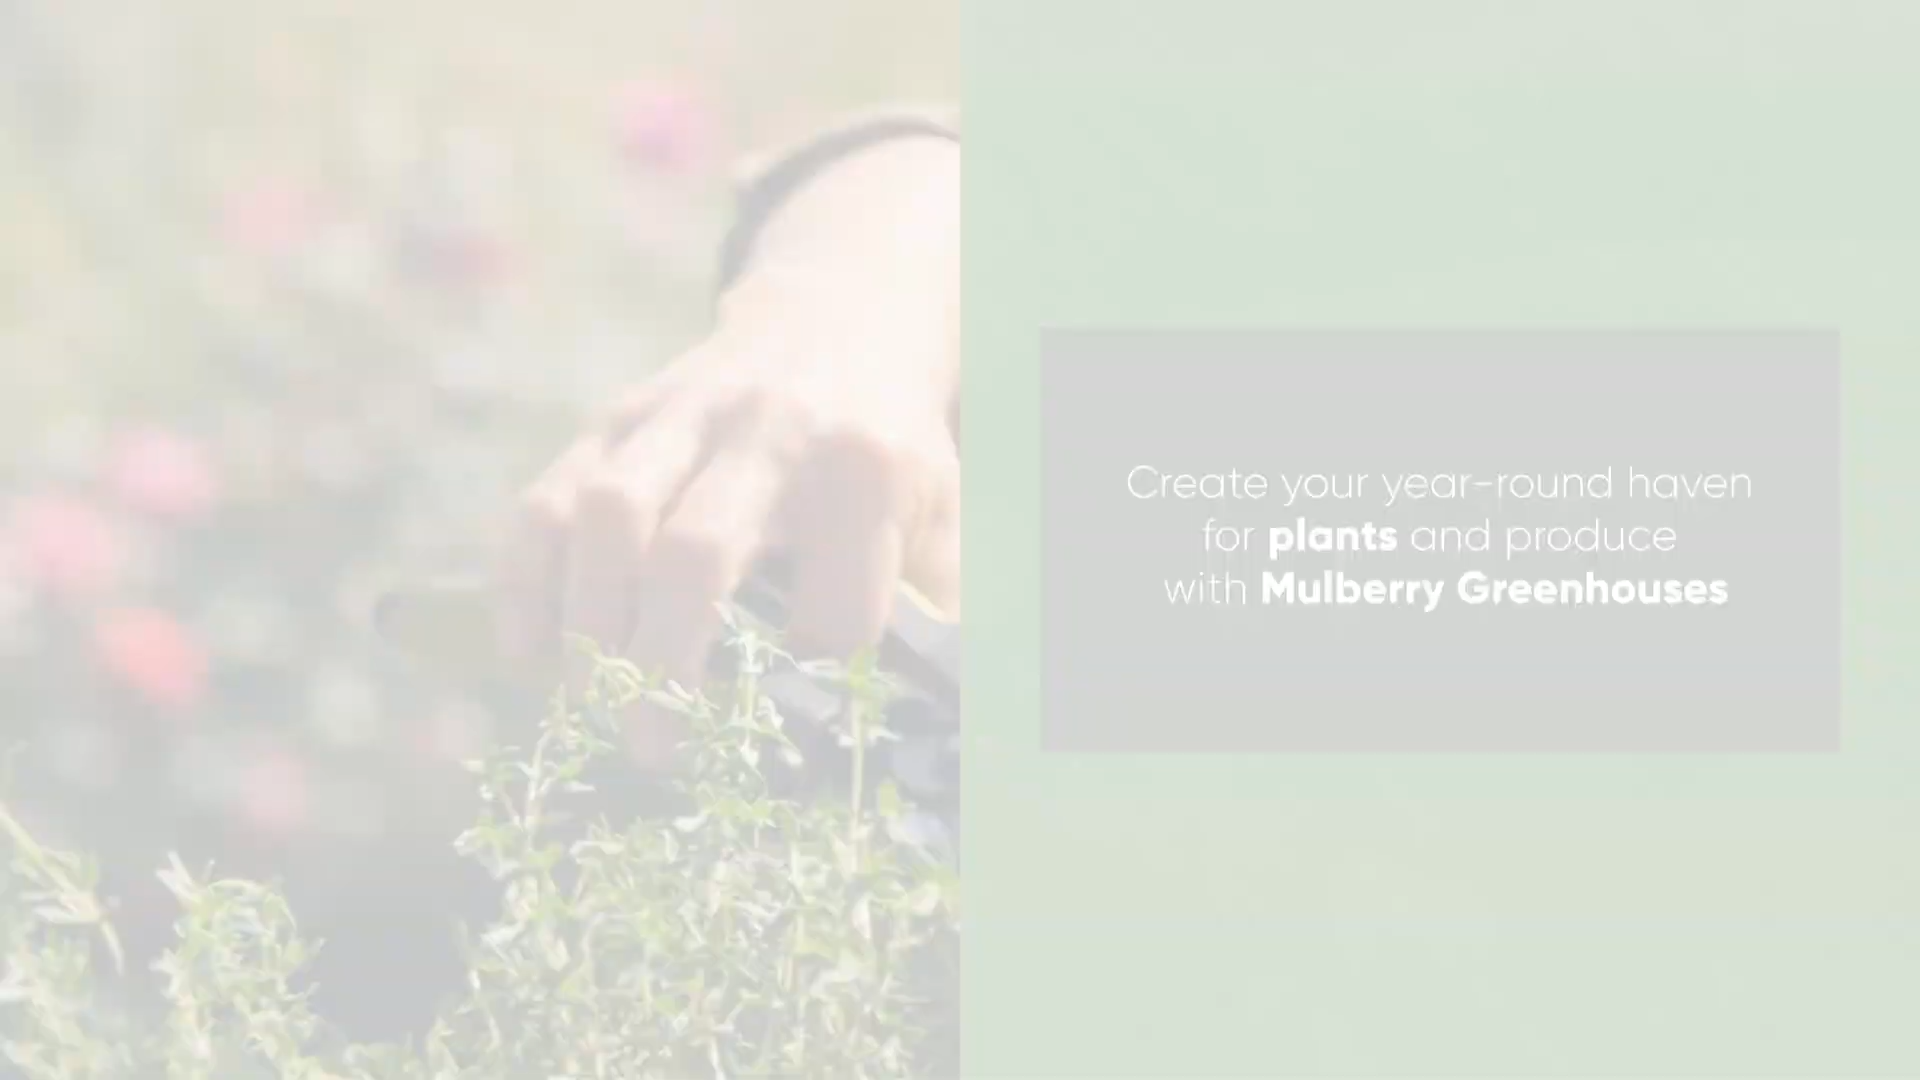 Create your year-round haven
for plants and produce
with Mulberry Greenhouses